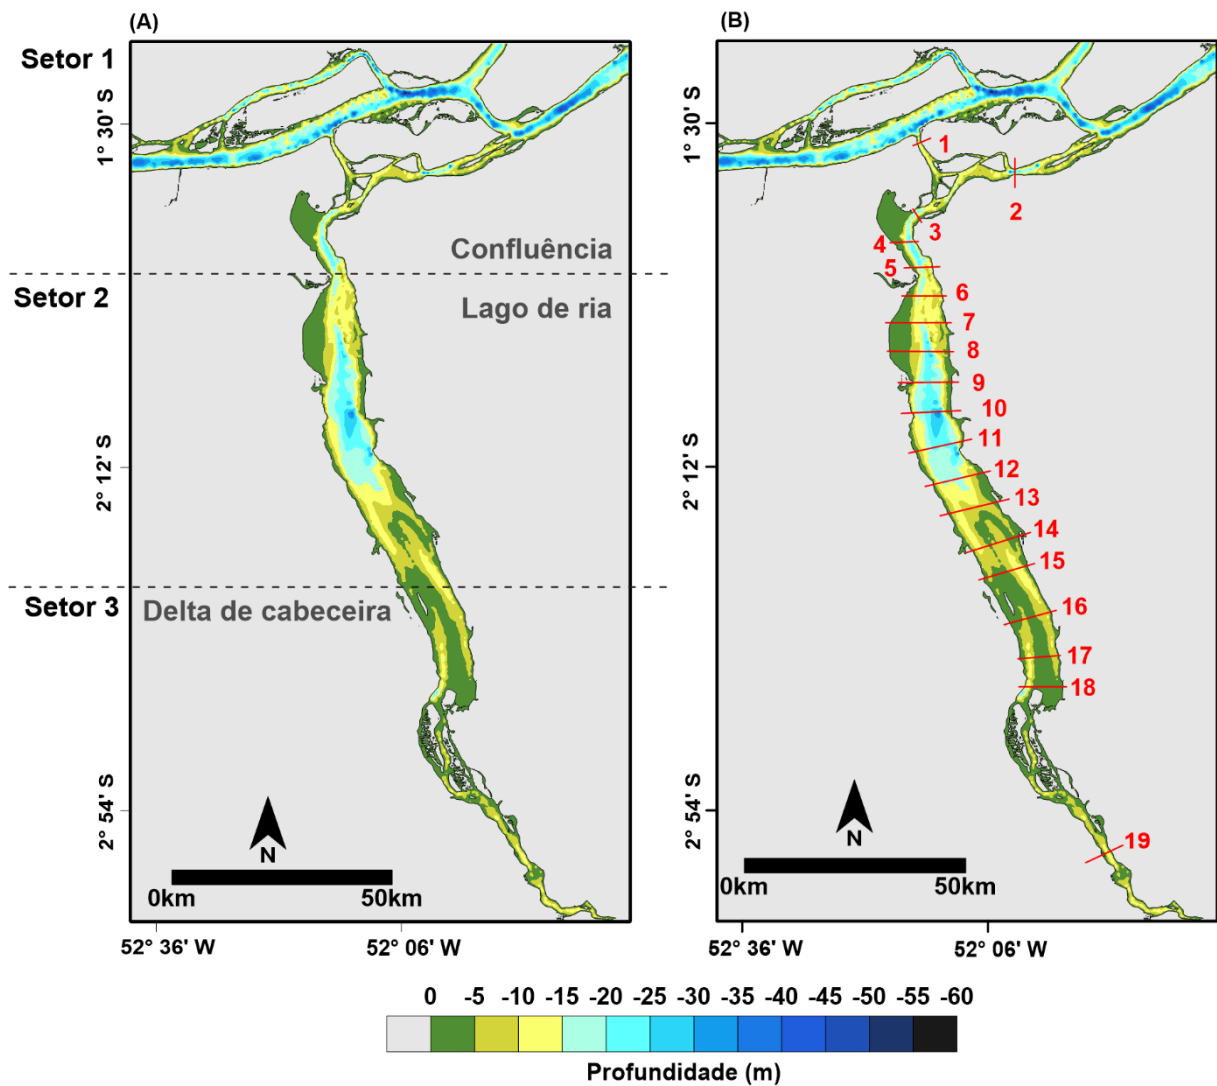 (A)
(B)
Setor 1
1° 30' S
Confluência
Setor 2
Lago de ria
2° 12' S
Setor 3
Delta de cabeceira
2° 54' S
N
0km
50km
52° 36' W
52° 06' W
1° 30' S
1
2
3
4
5
6
7
8
9
10
11
2° 12' S
12
13
14
15
16
17
18
2° 54' S
19
N
0km
50km
52° 36' W
52° 06' W
0 -5 -10 -15 -20 -25 -30 -35 -40 -45 -50 -55 -60
Profundidade (m)